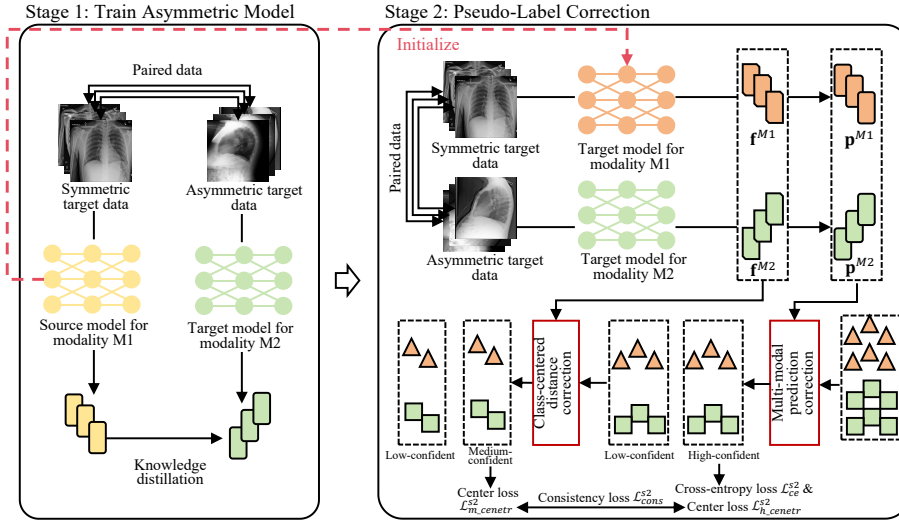 Stage 1: Train Asymmetric Model
Paired data
Symmetric
target data
Asymmetric target
data
Source model for
modality M1
Target model for
modality M2
Knowledge
distillation
Stage 2: Pseudo-Label Correction
Initialize
Paired data
Symmetric target
data
Target model for
modality M1
f^{M1}
p^{M1}
Asymmetric target
data
Target model for
modality M2
f^{M2}
p^{M2}
Low-confident
Medium-
confident
Class-centered
distance
correction
Low-confident
High-confident
Multi-modal
prediction
correction
Center loss
ℒ_{m_cenetr}^{s2}
Consistency loss ℒ_{cons}^{s2}
Cross-entropy loss ℒ_{ce}^{s2} &
Center loss ℒ_{h_cenetr}^{s2}